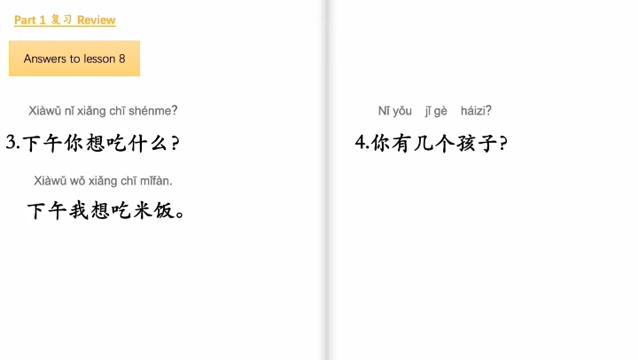 Part 1 复习 Review
Answers to lesson 8
Xiàwǔ nǐ xiǎng chī shénme?
3.下午你想吃什么?
Xiàwǔ wǒ xiǎng chī mǐfàn.
下午我想吃米饭。
Nǐ yǒu jǐ gè háizi?
4.你有几个孩子?